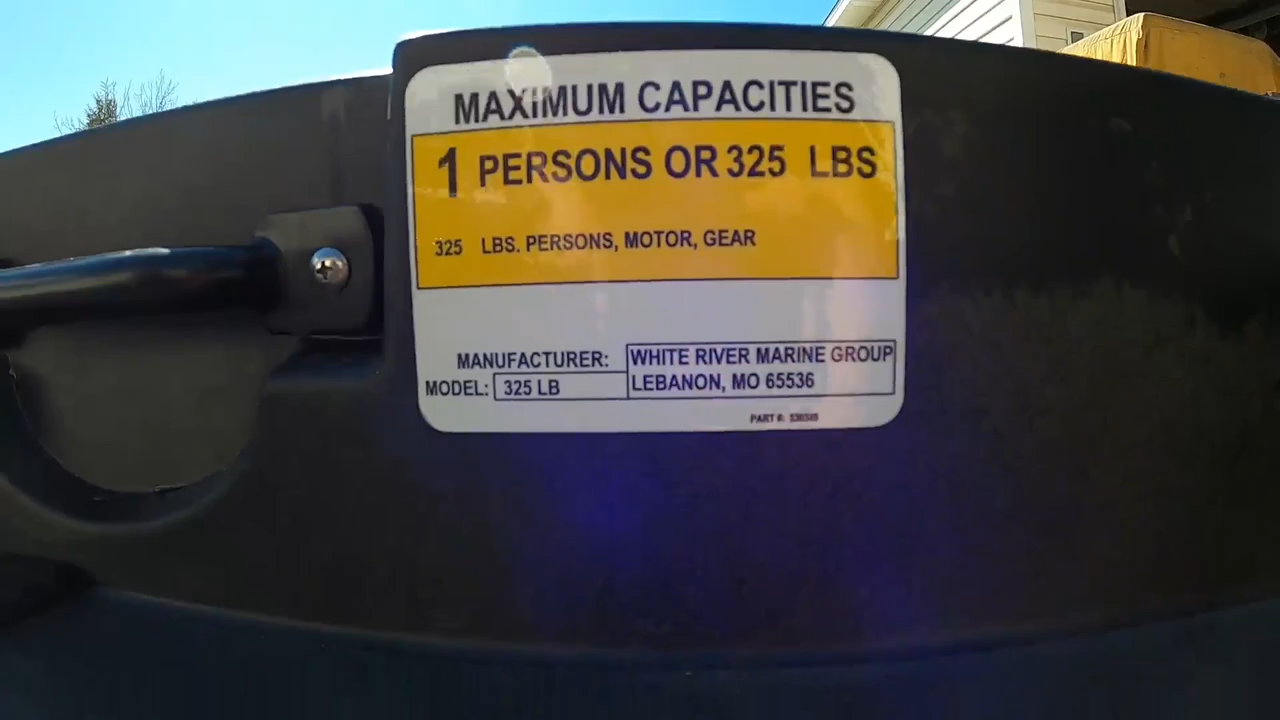 MAXIMUM CAPACITIES
1 PERSONS OR 325 LBS
325 LBS. PERSONS, MOTOR, GEAR
MANUFACTURER: WHITE RIVER MARINE GROUP
MODEL: 325 LB LEBANON, MO 65536
PART #: